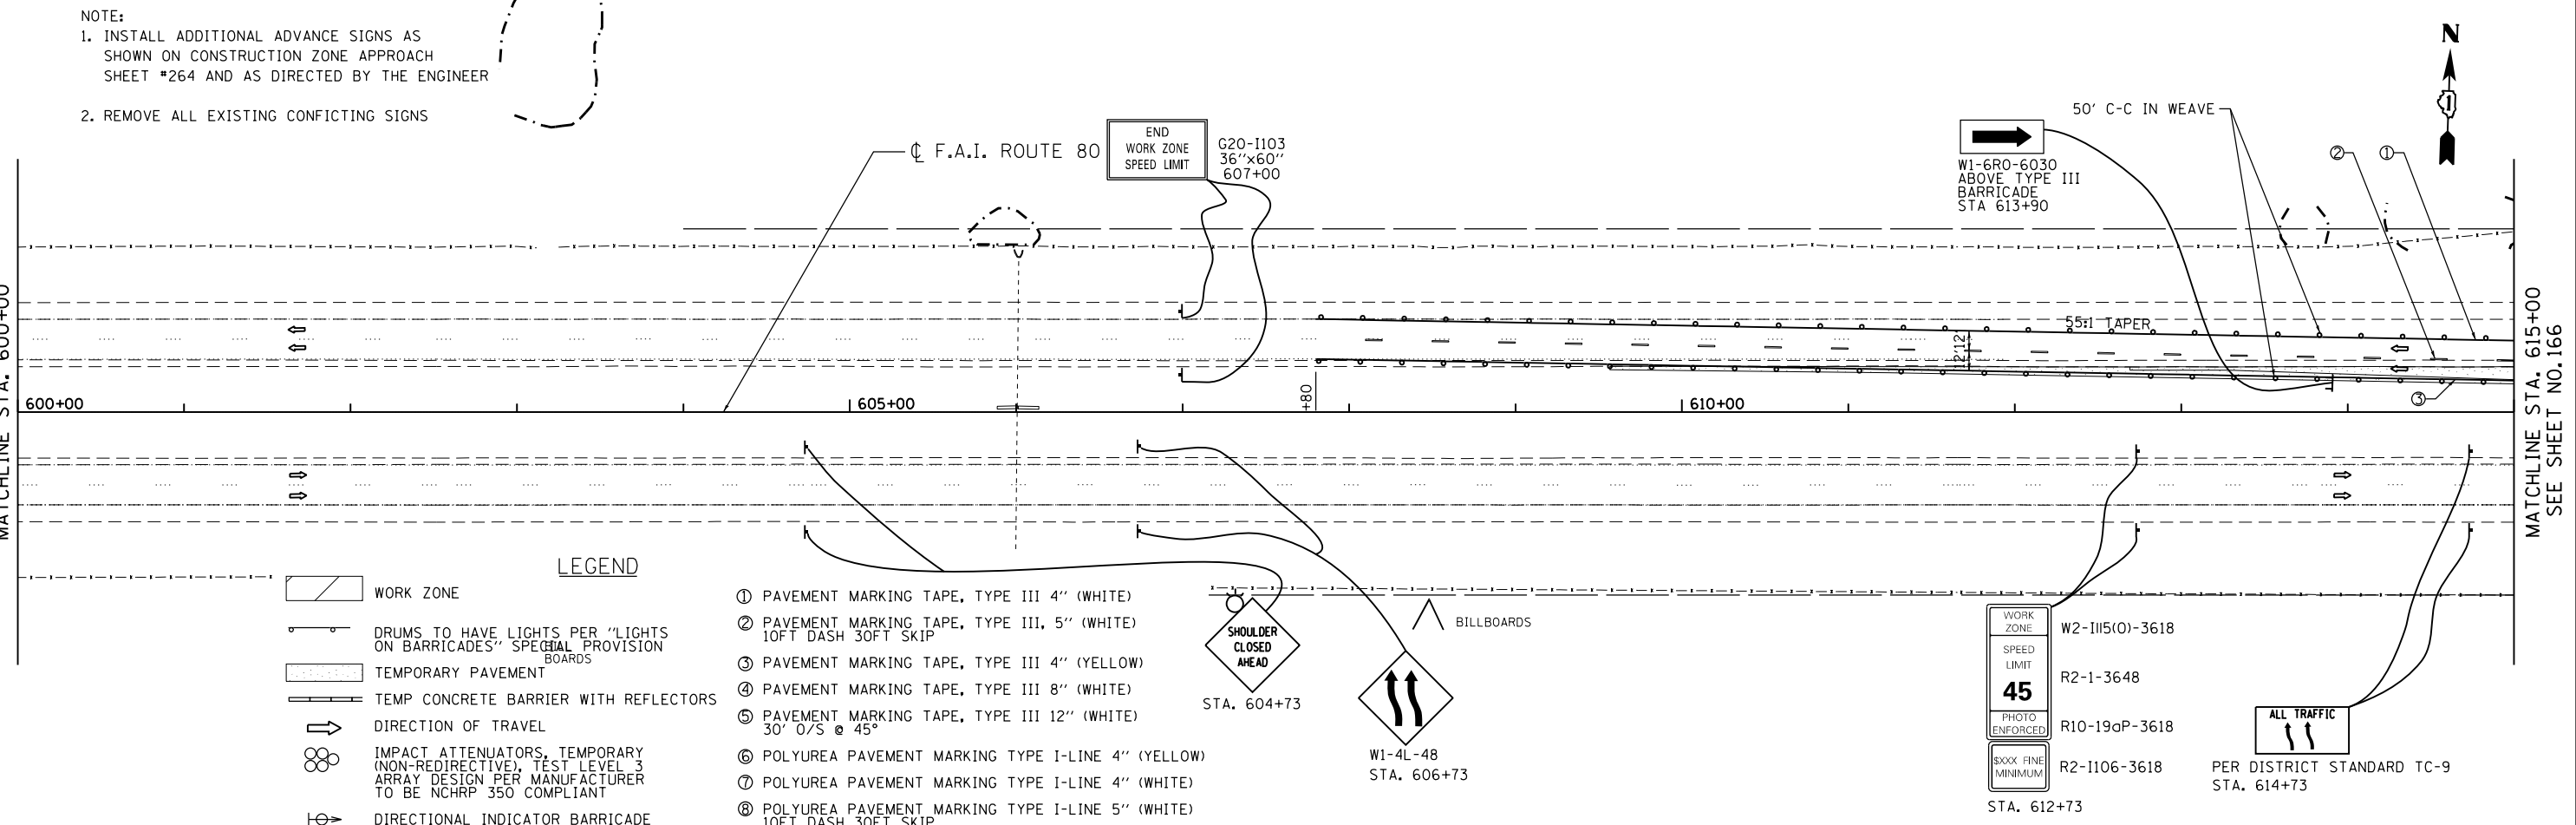 NOTE:
1. INSTALL ADDITIONAL ADVANCE SIGNS AS
SHOWN ON CONSTRUCTION ZONE APPROACH
SHEET #264 AND AS DIRECTED BY THE ENGINEER
2. REMOVE ALL EXISTING CONFICTING SIGNS
℄ F.A.I. ROUTE 80
END
WORK ZONE
SPEED LIMIT
G20-I103
36"x60"
607+00
W1-6RO-6030
ABOVE TYPE III
BARRICADE
STA 613+90
50' C-C IN WEAVE
② ①
N
MATCHLINE STA. 600+00
55:1 TAPER
12' 12'
+80
③
600+00
605+00
610+00
MATCHLINE STA. 615+00
SEE SHEET NO. 166
LEGEND
WORK ZONE
DRUMS TO HAVE LIGHTS PER "LIGHTS
ON BARRICADES" SPECIAL PROVISION
BOARDS
TEMPORARY PAVEMENT
TEMP CONCRETE BARRIER WITH REFLECTORS
DIRECTION OF TRAVEL
IMPACT ATTENUATORS, TEMPORARY
(NON-REDIRECTIVE), TEST LEVEL 3
ARRAY DESIGN PER MANUFACTURER
TO BE NCHRP 350 COMPLIANT
DIRECTIONAL INDICATOR BARRICADE
① PAVEMENT MARKING TAPE, TYPE III 4" (WHITE)
② PAVEMENT MARKING TAPE, TYPE III, 5" (WHITE)
10FT DASH 30FT SKIP
③ PAVEMENT MARKING TAPE, TYPE III 4" (YELLOW)
④ PAVEMENT MARKING TAPE, TYPE III 8" (WHITE)
⑤ PAVEMENT MARKING TAPE, TYPE III 12" (WHITE)
30' O/S @ 45°
⑥ POLYUREA PAVEMENT MARKING TYPE I-LINE 4" (YELLOW)
⑦ POLYUREA PAVEMENT MARKING TYPE I-LINE 4" (WHITE)
⑧ POLYUREA PAVEMENT MARKING TYPE I-LINE 5" (WHITE)
10FT DASH 30FT SKIP
SHOULDER
CLOSED
AHEAD
STA. 604+73
BILLBOARDS
W1-4L-48
STA. 606+73
WORK
ZONE
SPEED
LIMIT
45
PHOTO
ENFORCED
$XXX FINE
MINIMUM
W2-I115(O)-3618
R2-1-3648
R10-19aP-3618
R2-I106-3618
STA. 612+73
ALL TRAFFIC
PER DISTRICT STANDARD TC-9
STA. 614+73